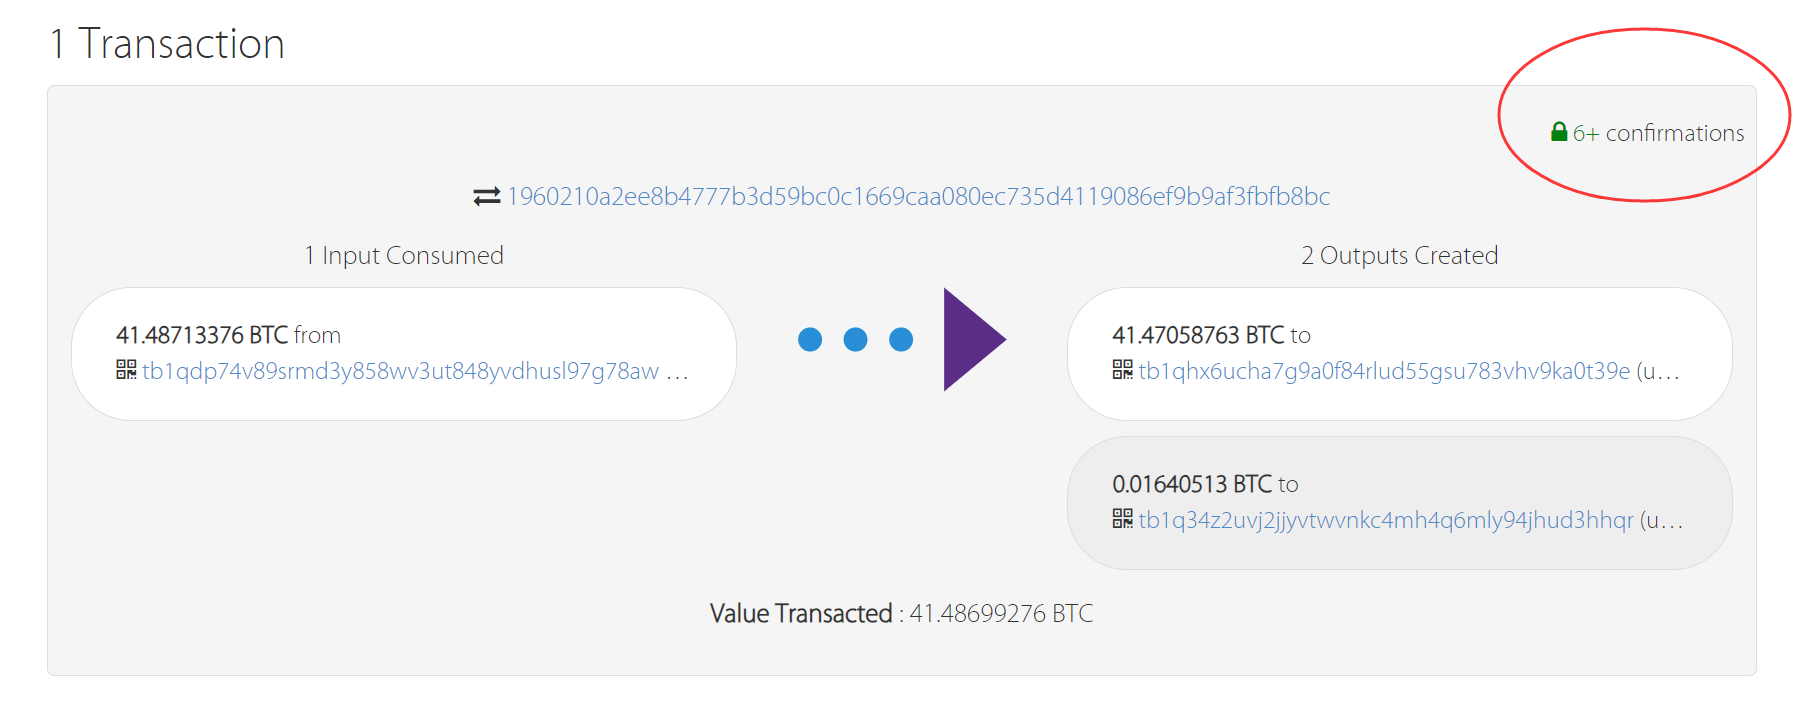 1 Transaction
6+ confirmations
1960210a2ee8b4777b3d59bc0c1669caa080ec735d4119086ef9b9af3fbfb8bc
1 Input Consumed
2 Outputs Created
41.48713376 BTC from
tb1qdp74v89srmd3y858wv3ut848yvdhusl97g78aw ...
41.47058763 BTC to
tb1qhx6ucha7g9a0f84rlud55gsu783vhv9ka0t39e (u...
0.01640513 BTC to
tb1q34z2uvj2jjyvtwvnkc4mh4q6mly94jhud3hhqr (u...
Value Transacted : 41.48699276 BTC